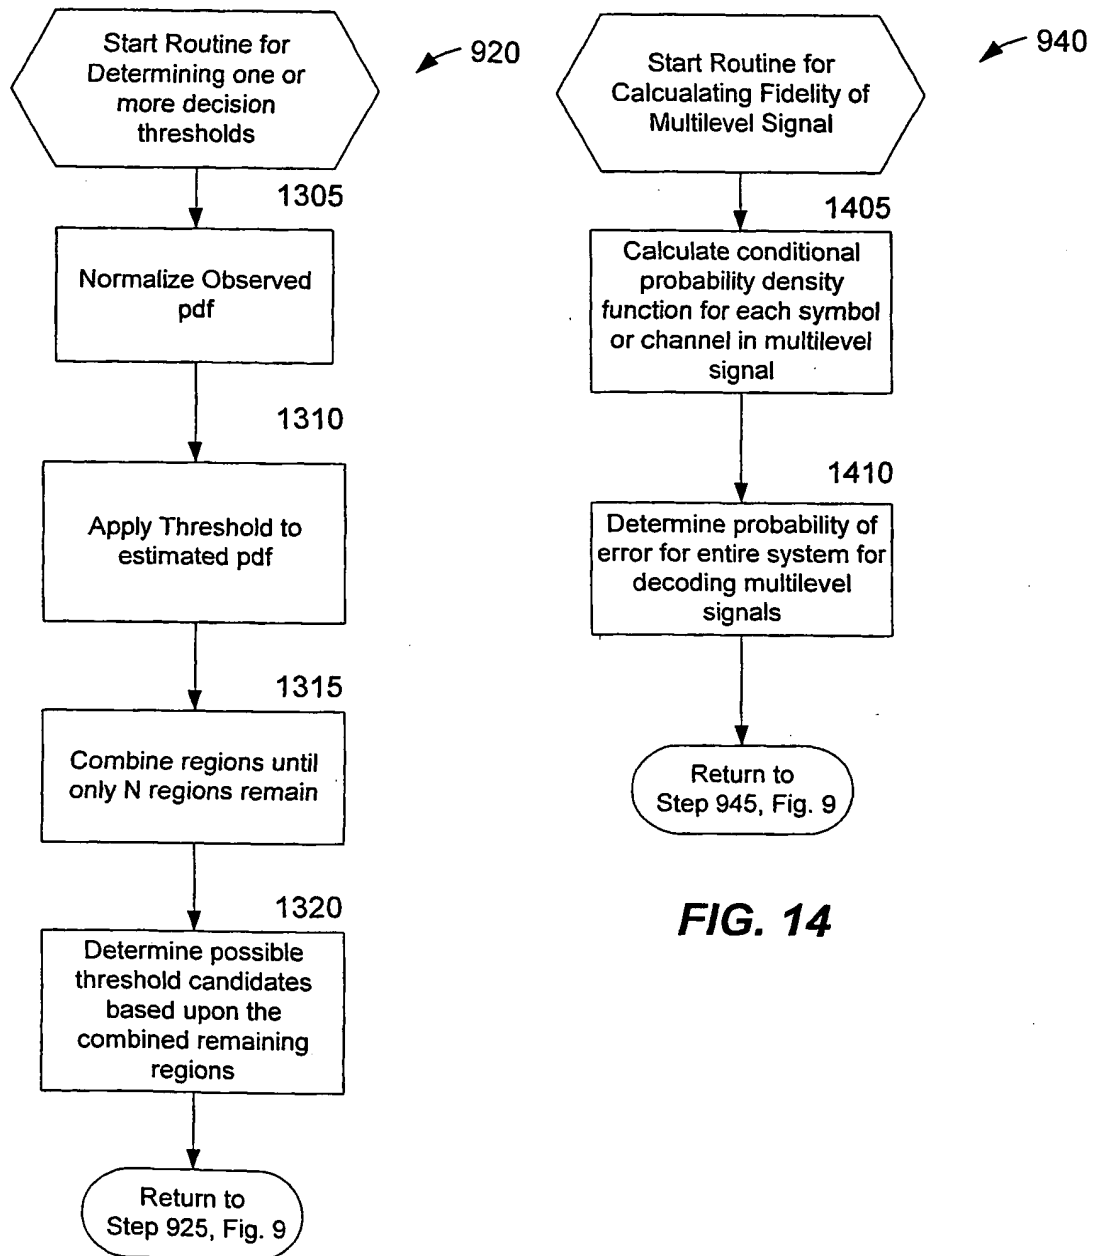 Start Routine for
Determining one or
more decision
thresholds
920
1305
Normalize Observed
pdf
1310
Apply Threshold to
estimated pdf
1315
Combine regions until
only N regions remain
1320
Determine possible
threshold candidates
based upon the
combined remaining
regions
Return to
Step 925, Fig. 9
Start Routine for
Calcualating Fidelity of
Multilevel Signal
940
1405
Calculate conditional
probability density
function for each symbol
or channel in multilevel
signal
1410
Determine probability of
error for entire system for
decoding multilevel
signals
Return to
Step 945, Fig. 9
FIG. 14